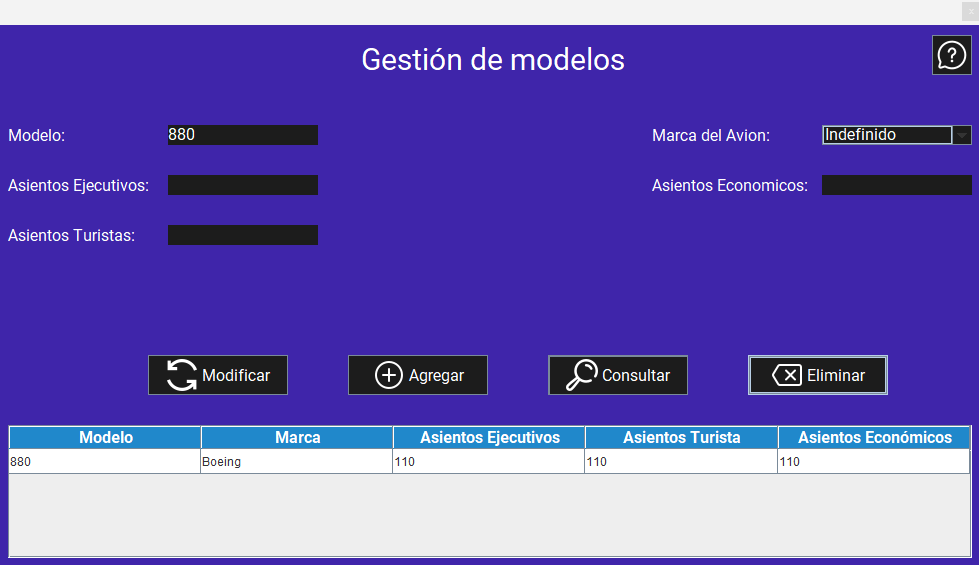 Gestión de modelos
Modelo: 880 Marca del Avion: Indefinido
Asientos Ejecutivos: Asientos Economicos:
Asientos Turistas:
Modificar Agregar Consultar Eliminar
Modelo Marca Asientos Ejecutivos Asientos Turista Asientos Económicos
880 Boeing 110 110 110